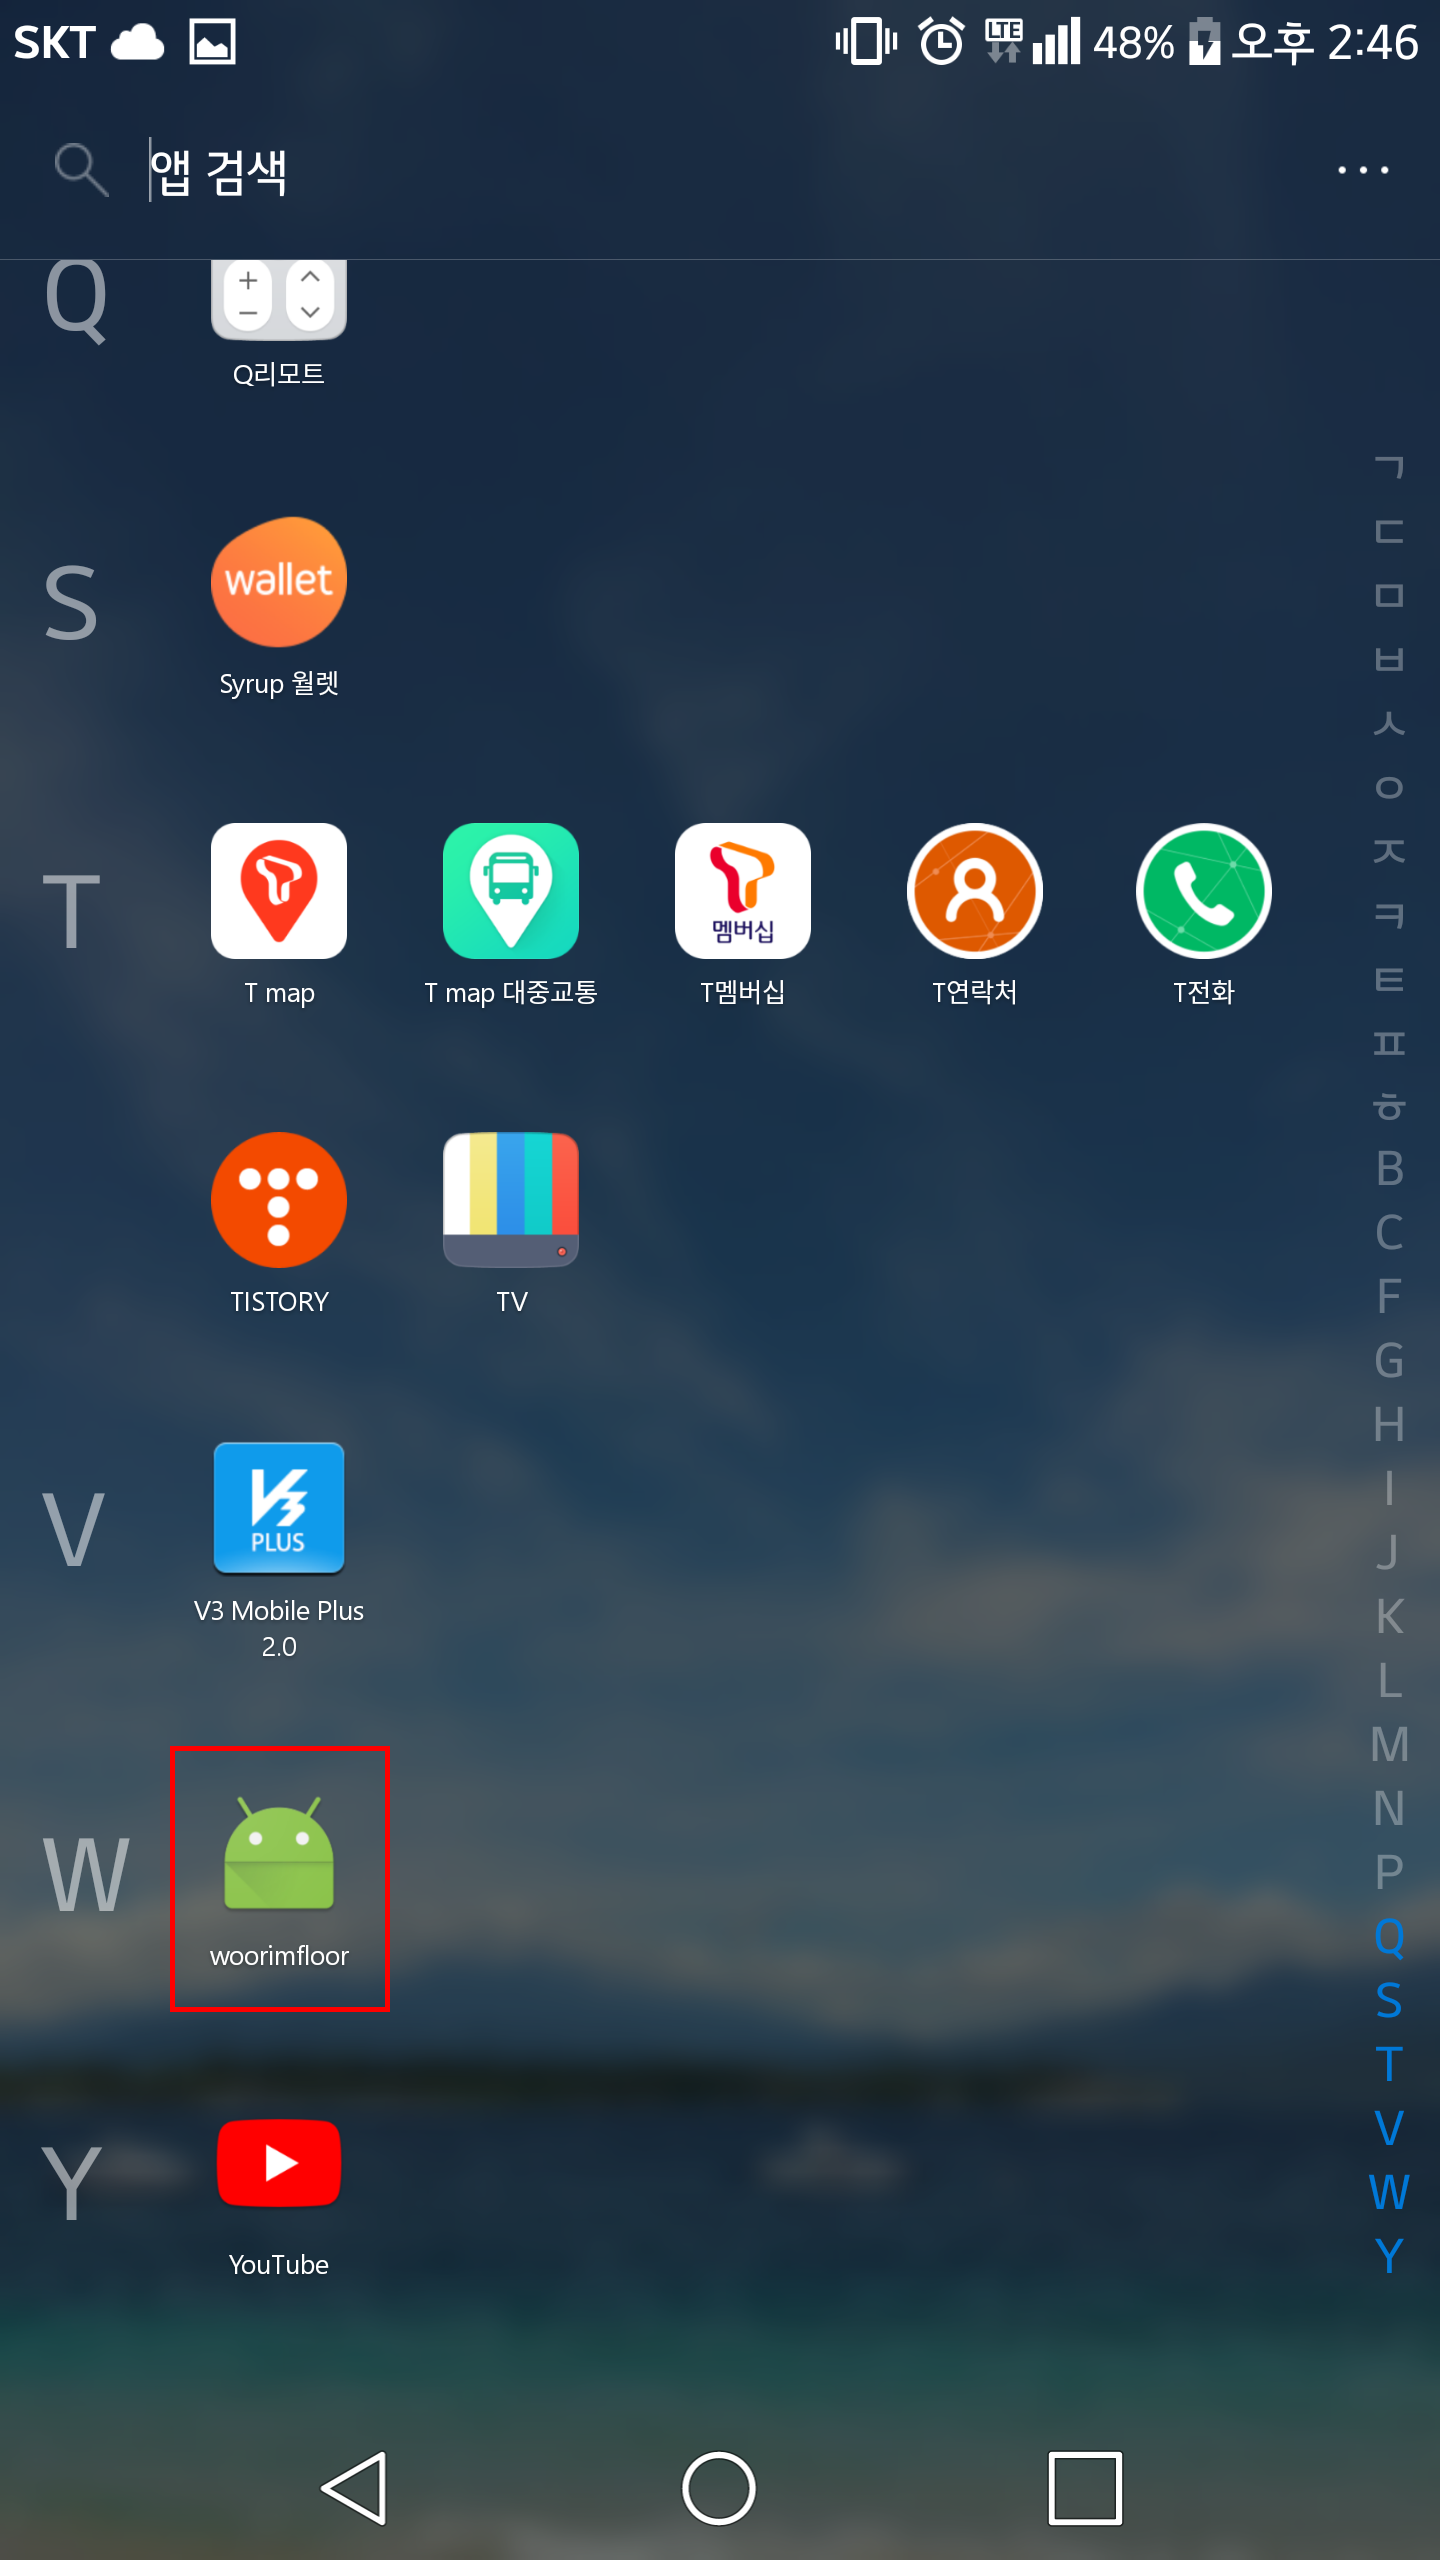 SKT LTE 48% 오후 2:46
앱 검색
Q
Q리모트
S
wallet
Syrup 월렛
T
멤버십
T map
T map 대중교통
T멤버십
T연락처
T전화
TISTORY
TV
V
V3
PLUS
V3 Mobile Plus
2.0
W
woorimfloor
Y
YouTube
ㄱ
ㄷ
ㅁ
ㅂ
ㅅ
ㅇ
ㅈ
ㅋ
ㅌ
ㅍ
ㅎ
B
C
F
G
H
I
J
K
L
M
N
P
Q
S
T
V
W
Y